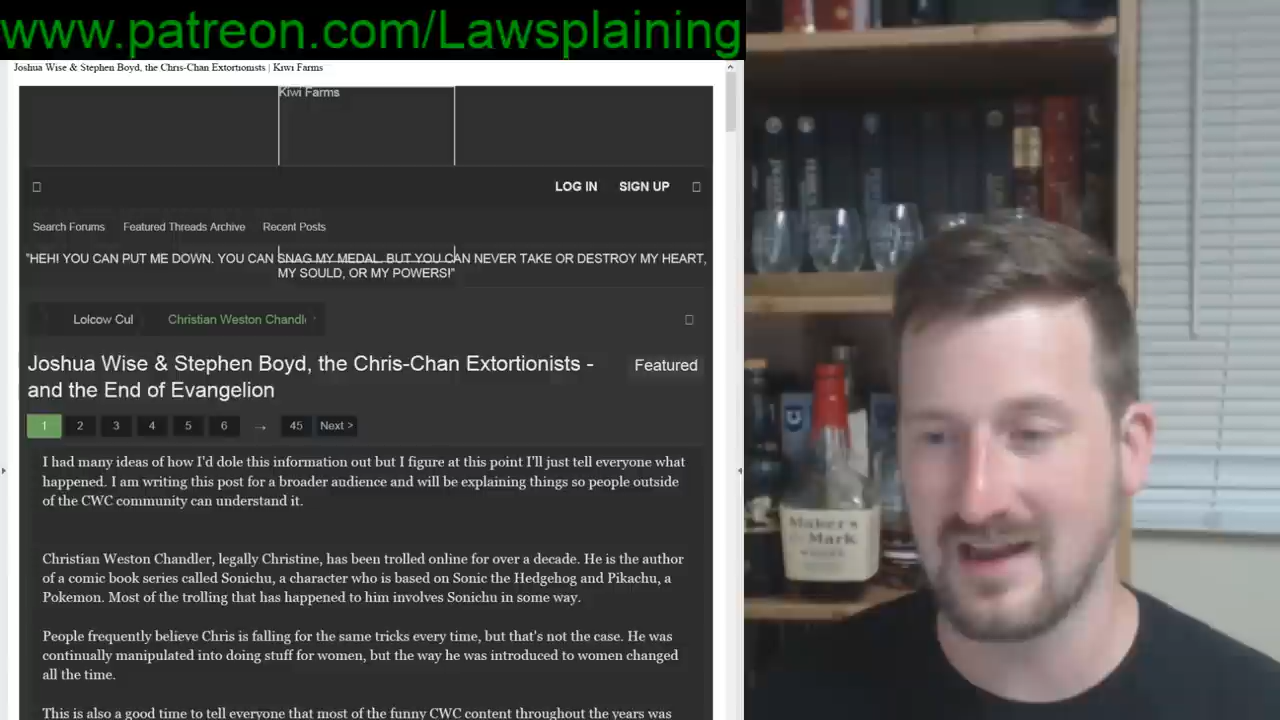 www.patreon.com/Lawsplaining
Joshua Wise & Stephen Boyd, the Chris-Chan Extortionists | Kiwi Farms
Kiwi Farms
LOG IN SIGN UP
Search Forums Featured Threads Archive Recent Posts
"HEH! YOU CAN PUT ME DOWN. YOU CAN SNAG MY MEDAL. BUT YOU CAN NEVER TAKE OR DESTROY MY HEART,
MY SOULD, OR MY POWERS!"
Lolcow Cul Christian Weston Chandl
Joshua Wise & Stephen Boyd, the Chris-Chan Extortionists -
and the End of Evangelion
Featured
1 2 3 4 5 6 → 45 Next >
I had many ideas of how I'd dole this information out but I figure at this point I'll just tell everyone what
happened. I am writing this post for a broader audience and will be explaining things so people outside
of the CWC community can understand it.
Christian Weston Chandler, legally Christine, has been trolled online for over a decade. He is the author
of a comic book series called Sonichu, a character who is based on Sonic the Hedgehog and Pikachu, a
Pokemon. Most of the trolling that has happened to him involves Sonichu in some way.
People frequently believe Chris is falling for the same tricks every time, but that's not the case. He was
continually manipulated into doing stuff for women, but the way he was introduced to women changed
all the time.
This is also a good time to tell everyone that most of the funny CWC content throughout the years was
Maker's
Mark